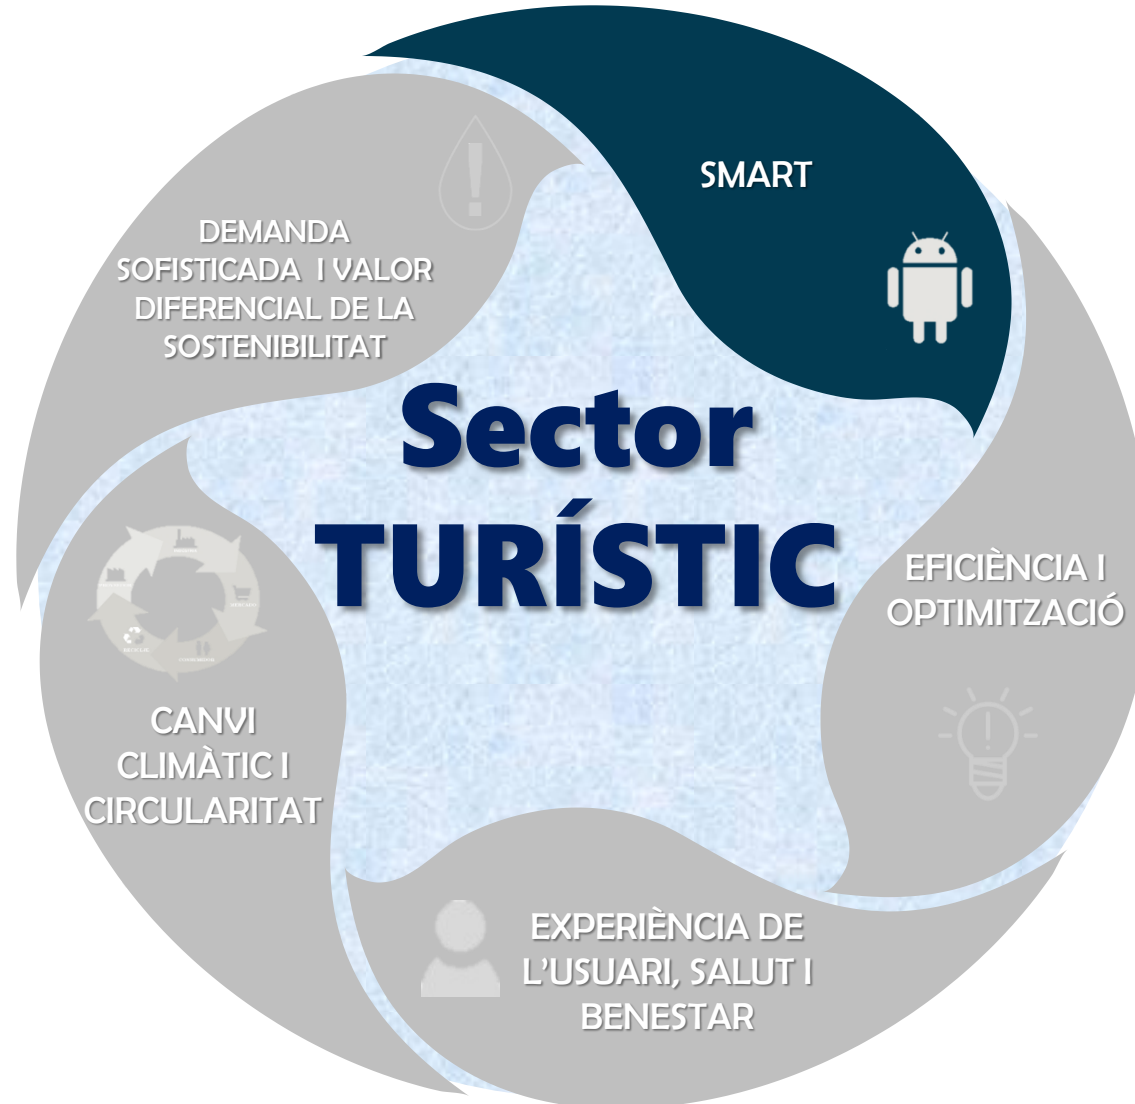 SMART
DEMANDA
SOFISTICADA I VALOR
DIFERENCIAL DE LA
SOSTENIBILITAT
Sector
TURÍSTIC
EFICIÈNCIA I
OPTIMITZACIÓ
CANVI
CLIMÀTIC I
CIRCULARITAT
EXPERIÈNCIA DE
L'USUARI, SALUT I
BENESTAR